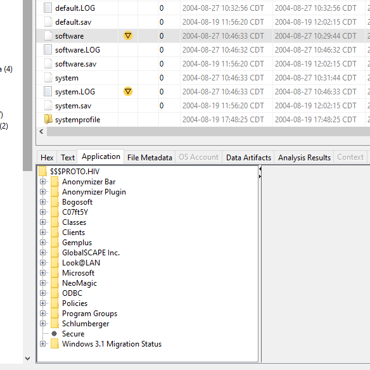 default.LOG 0 2004-08-27 10:32:56 CDT 2004-08-27 10:32:56 CDT
default.sav 0 2004-08-19 11:56:20 CDT 2004-08-19 12:02:15 CDT
software 0 2004-08-27 10:46:33 CDT 2004-08-27 10:29:44 CDT
software.LOG 0 2004-08-27 10:46:32 CDT 2004-08-27 10:46:32 CDT
software.sav 0 2004-08-19 11:56:20 CDT 2004-08-19 12:02:15 CDT
system 0 2004-08-27 10:46:33 CDT 2004-08-27 10:31:44 CDT
system.LOG 0 2004-08-27 10:46:33 CDT 2004-08-27 10:46:33 CDT
system.sav 0 2004-08-19 11:56:20 CDT 2004-08-19 12:02:15 CDT
systemprofile 2004-08-19 17:48:25 CDT 2004-08-19 17:48:25 CDT
(4)
(2)
Hex Text Application File Metadata OS Account Data Artifacts Analysis Results Context
$$$PROTO.HIV
Anonymizer Bar
Anonymizer Plugin
Bogosoft
C07ft5Y
Classes
Clients
Gemplus
GlobalSCAPE Inc.
Look@LAN
Microsoft
NeoMagic
ODBC
Policies
Program Groups
Schlumberger
Secure
Windows 3.1 Migration Status